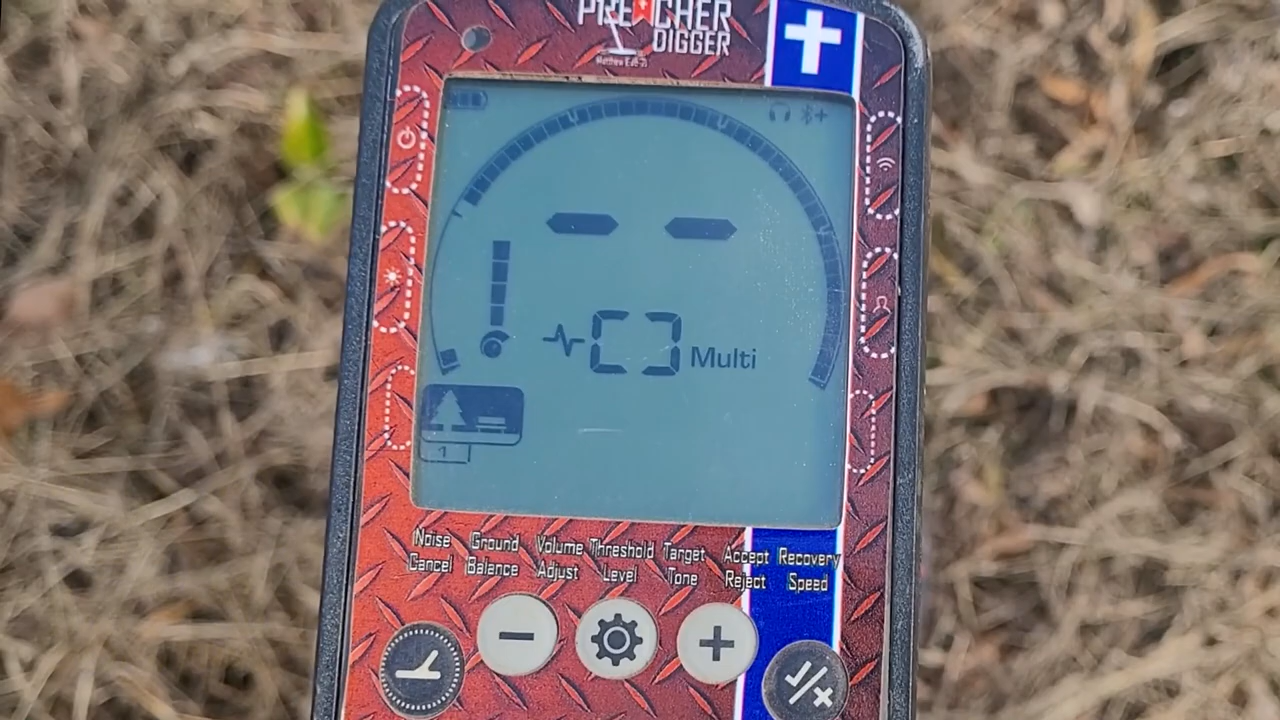 PREACHER
DIGGER
Multi
1
Noise Cancel
Ground Balance
Volume Adjust
Threshold Level
Target Tone
Accept Reject
Recovery Speed